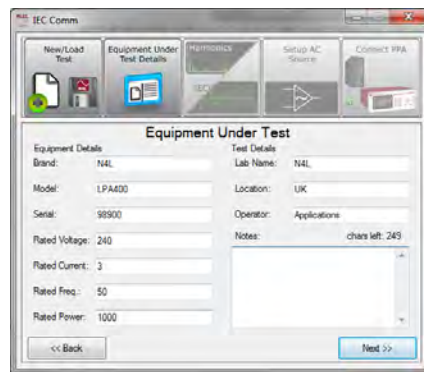 IEC Comm
New/Load
Test
Equipment Under
Test Details
Harmonics
IEC
Setup AC
Source
Connect PPA
Equipment Under Test
Equipment Details
Test Details
Brand: N4L
Lab Name: N4L
Model: LPA400
Location: UK
Serial: 98900
Operator: Applications
Rated Voltage: 240
Notes: chars left: 249
Rated Current: 3
Rated Freq.: 50
Rated Power: 1000
<< Back
Next >>